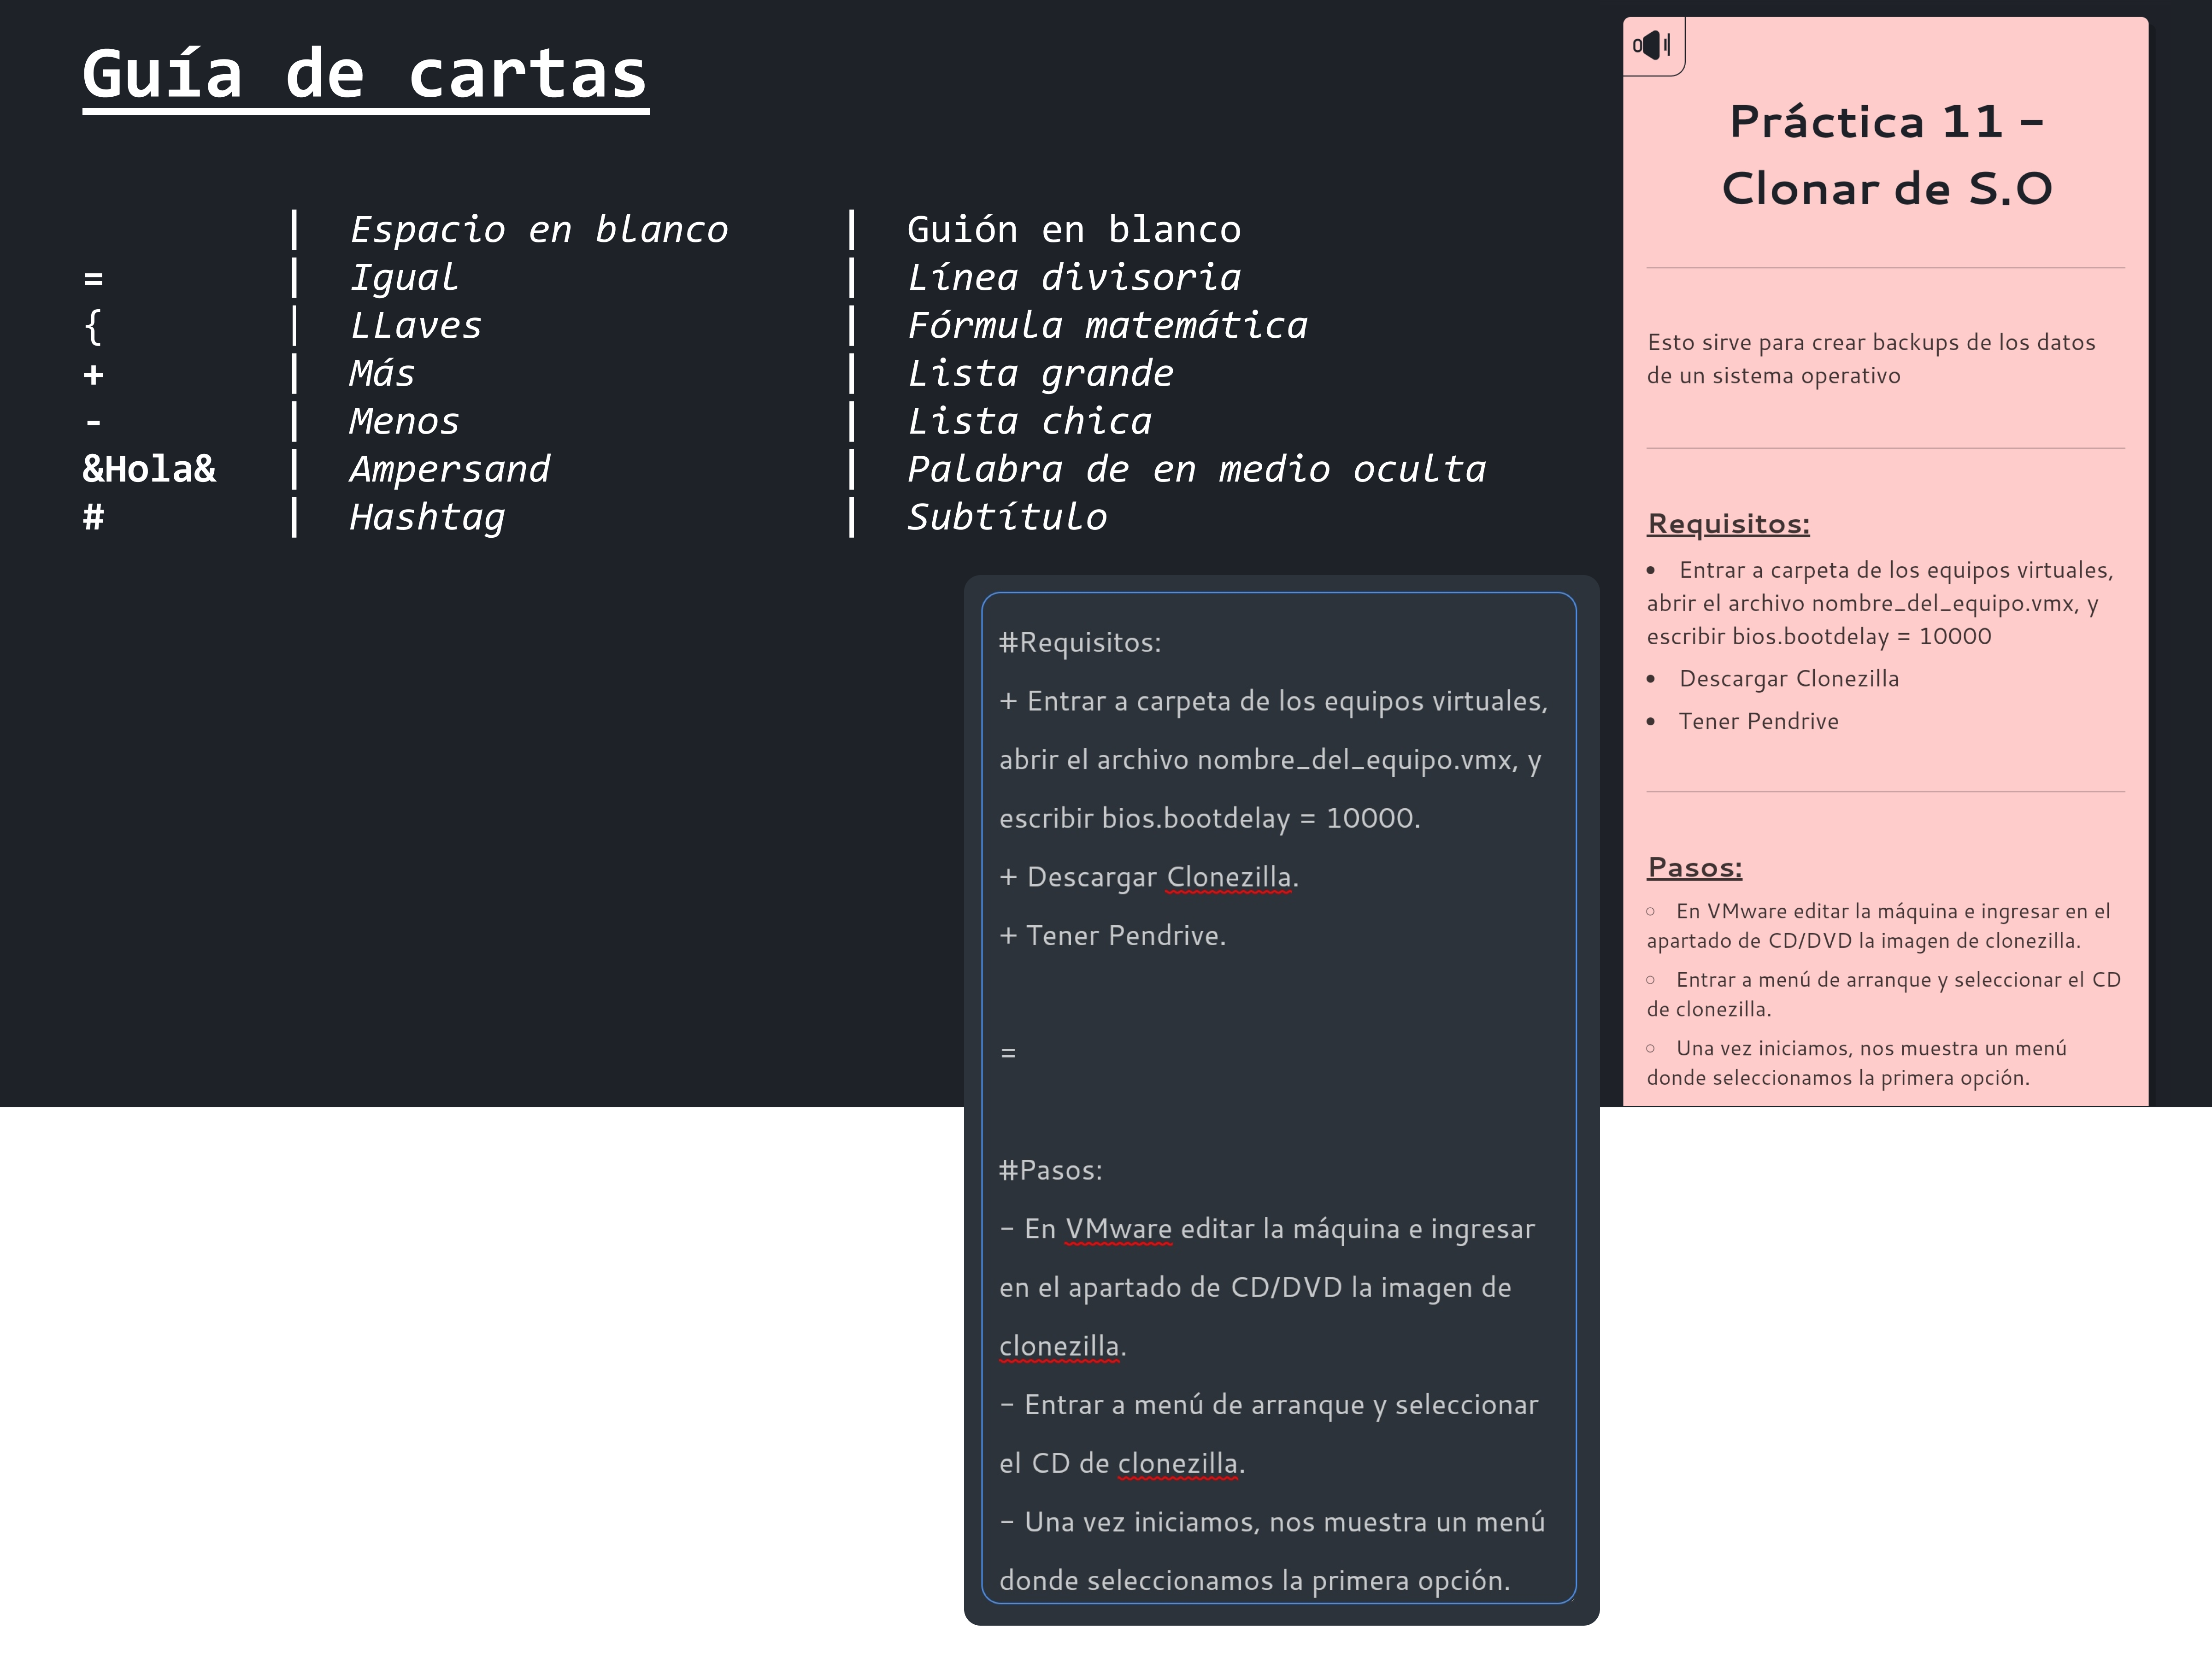 Guía de cartas
| Espacio en blanco | Guión en blanco
= | Igual | Línea divisoria
{ | LLaves | Fórmula matemática
+ | Más | Lista grande
- | Menos | Lista chica
&Hola& | Ampersand | Palabra de en medio oculta
# | Hashtag | Subtítulo
#Requisitos:
+ Entrar a carpeta de los equipos virtuales,
abrir el archivo nombre_del_equipo.vmx, y
escribir bios.bootdelay = 10000.
+ Descargar Clonezilla.
+ Tener Pendrive.
=
#Pasos:
- En VMware editar la máquina e ingresar
en el apartado de CD/DVD la imagen de
clonezilla.
- Entrar a menú de arranque y seleccionar
el CD de clonezilla.
- Una vez iniciamos, nos muestra un menú
donde seleccionamos la primera opción.
Práctica 11 -
Clonar de S.O
Esto sirve para crear backups de los datos
de un sistema operativo
Requisitos:
• Entrar a carpeta de los equipos virtuales,
abrir el archivo nombre_del_equipo.vmx, y
escribir bios.bootdelay = 10000
• Descargar Clonezilla
• Tener Pendrive
Pasos:
○ En VMware editar la máquina e ingresar en el
apartado de CD/DVD la imagen de clonezilla.
○ Entrar a menú de arranque y seleccionar el CD
de clonezilla.
○ Una vez iniciamos, nos muestra un menú
donde seleccionamos la primera opción.